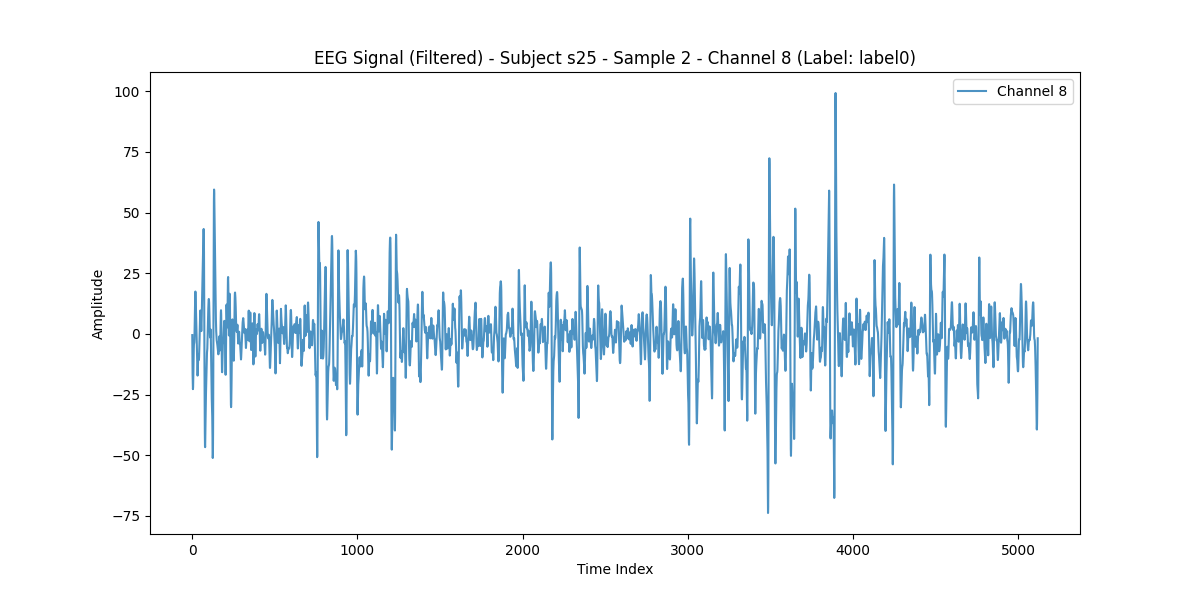 EEG Signal (Filtered) - Subject s25 - Sample 2 - Channel 8 (Label: label0)
Channel 8
100
75
50
25
0
−25
−50
−75
Amplitude
0 1000 2000 3000 4000 5000
Time Index